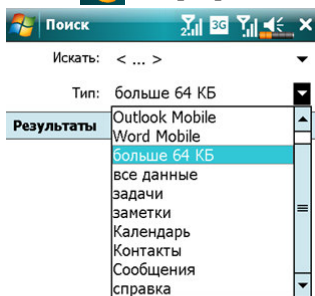 Поиск 3G
Искать: < ... >
Тип: больше 64 КБ
Результаты
Outlook Mobile
Word Mobile
больше 64 КБ
все данные
задачи
заметки
Календарь
Контакты
Сообщения
справка